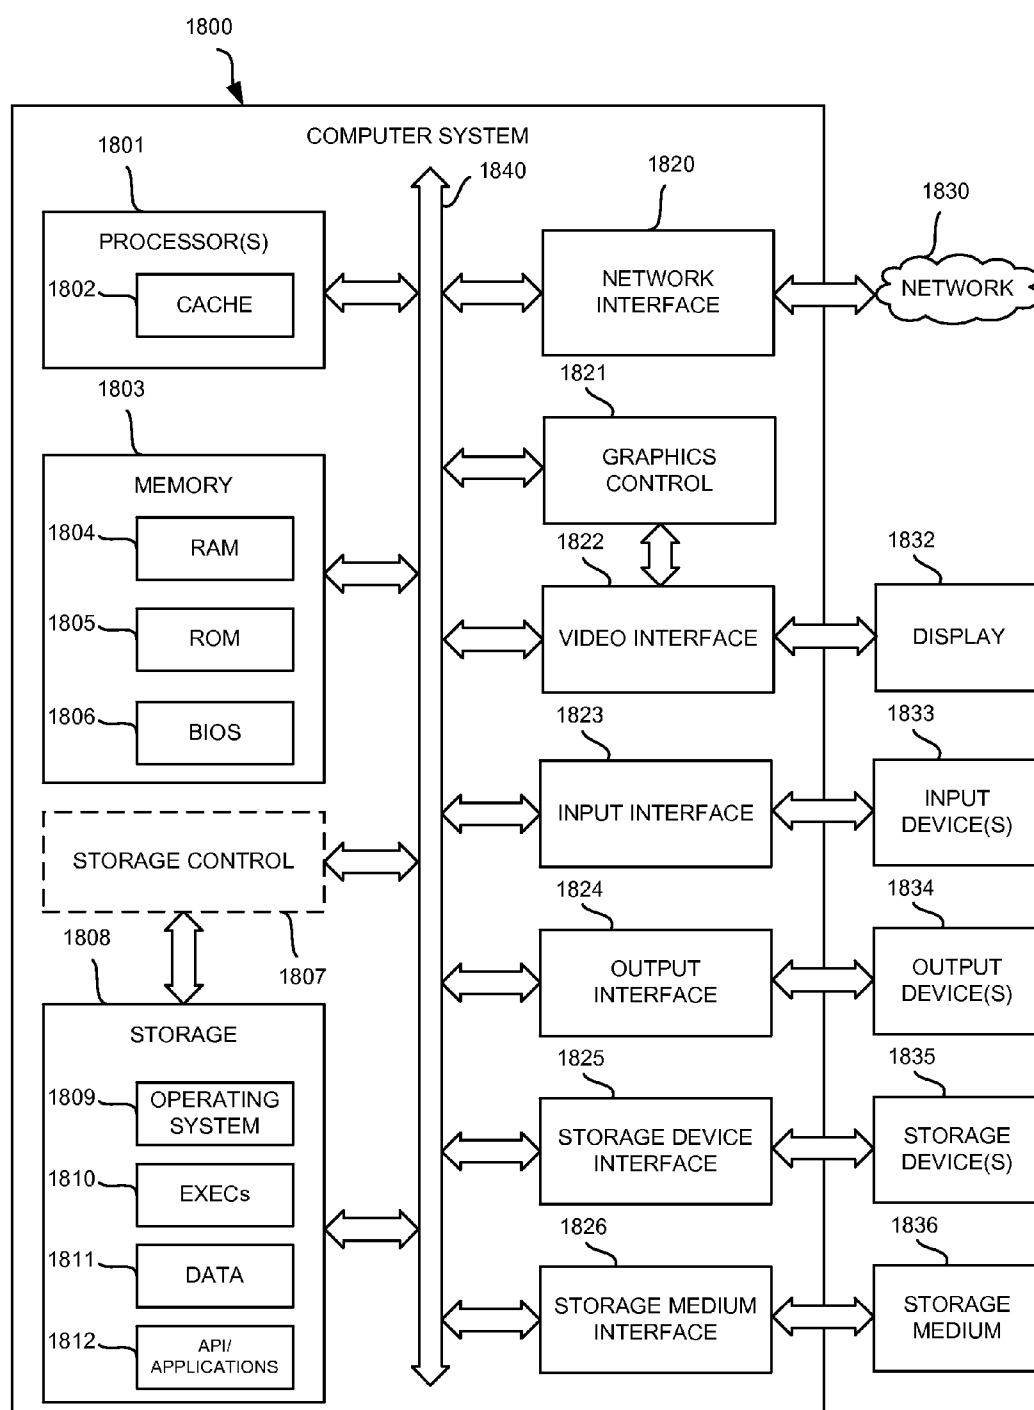 1800
COMPUTER SYSTEM
1801
1840
1820
1830
PROCESSOR(S)
1802
CACHE
NETWORK
INTERFACE
NETWORK
1803
1821
MEMORY
GRAPHICS
CONTROL
1804
RAM
1822
1832
1805
ROM
VIDEO INTERFACE
DISPLAY
1806
BIOS
1823
1833
INPUT INTERFACE
INPUT
DEVICE(S)
STORAGE CONTROL
1807
1824
1834
1808
OUTPUT
INTERFACE
OUTPUT
DEVICE(S)
STORAGE
1825
1835
1809
OPERATING
SYSTEM
STORAGE DEVICE
INTERFACE
STORAGE
DEVICE(S)
1810
EXECs
1826
1836
1811
DATA
STORAGE MEDIUM
INTERFACE
STORAGE
MEDIUM
1812
API/
APPLICATIONS